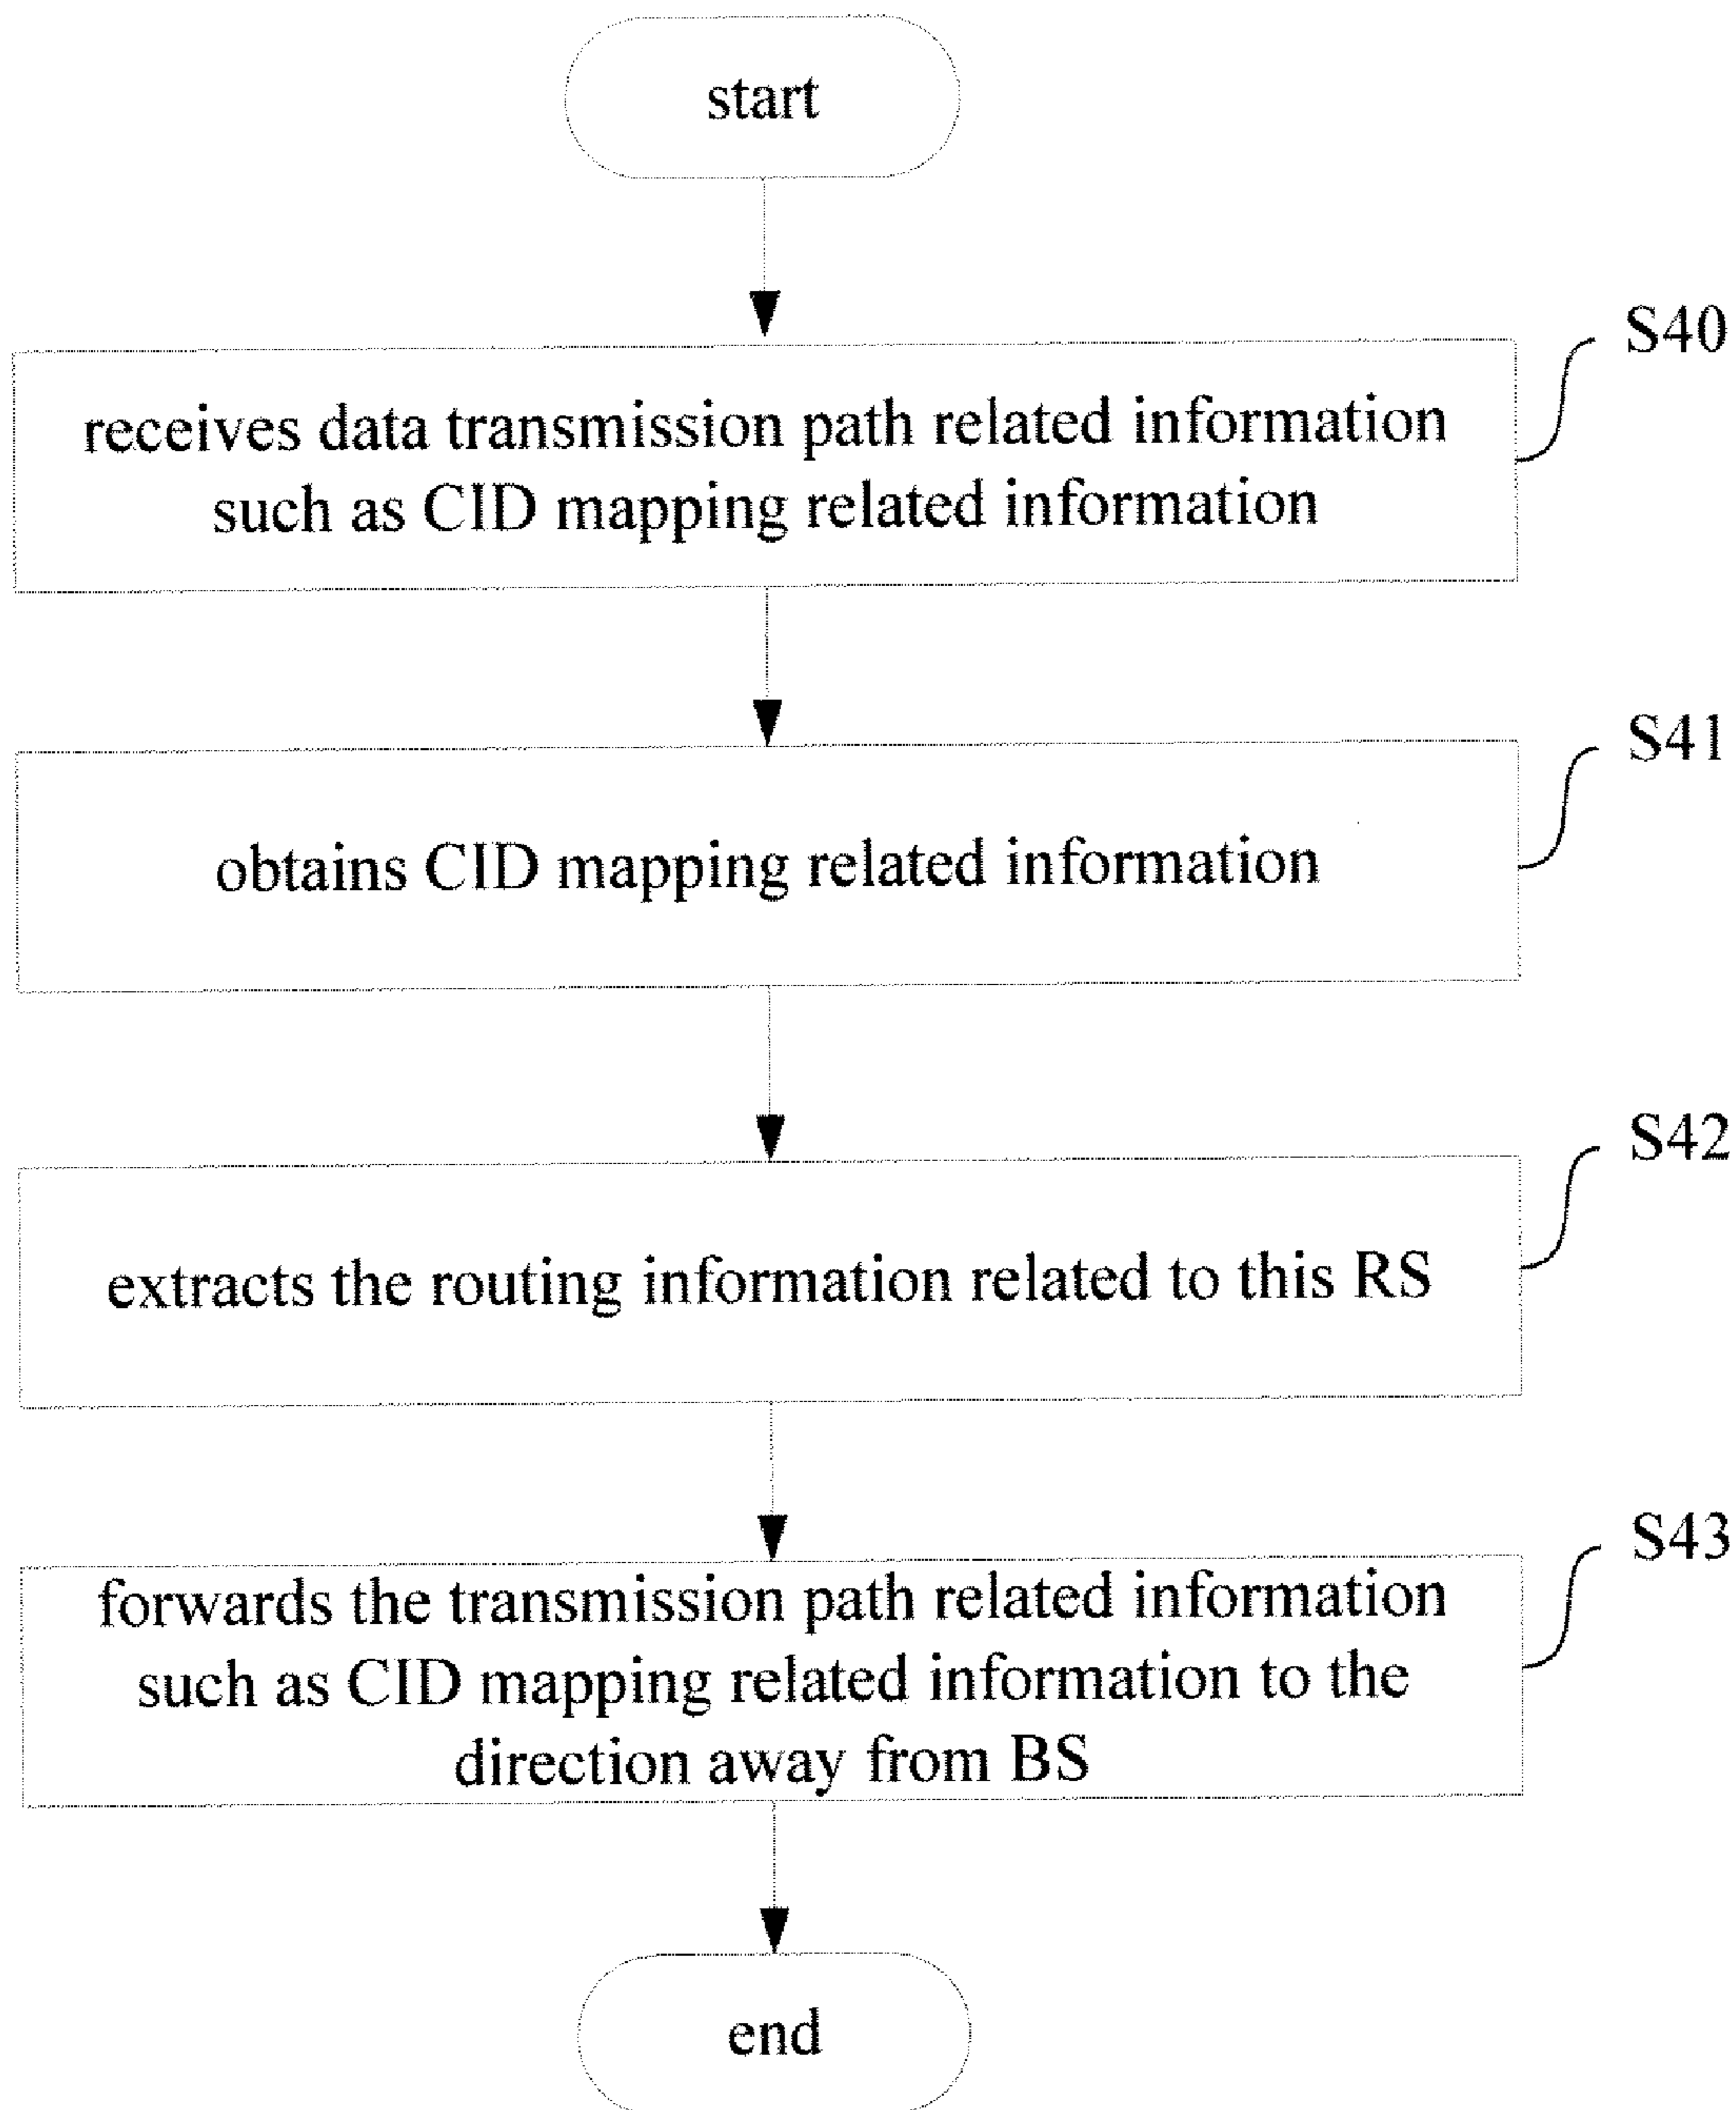 start
S40
receives data transmission path related information
such as CID mapping related information
S41
obtains CID mapping related information
S42
extracts the routing information related to this RS
S43
forwards the transmission path related information
such as CID mapping related information to the
direction away from BS
end